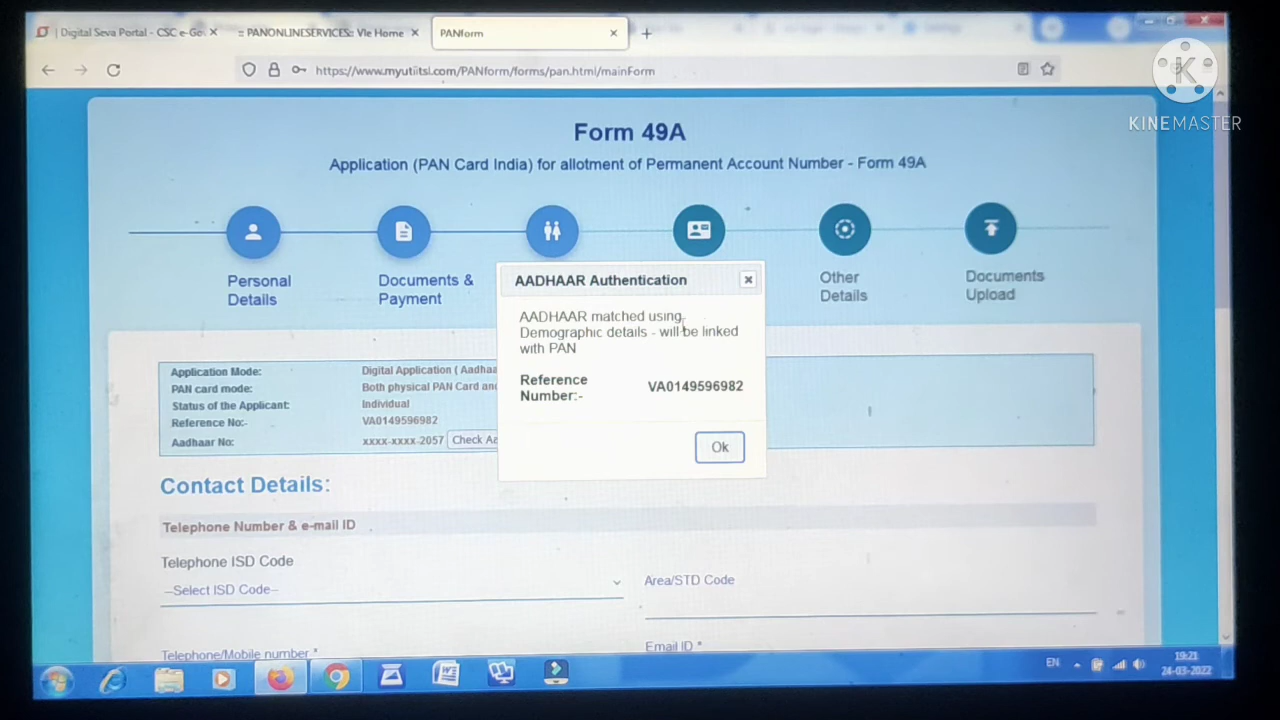 Digital Seva Portal - CSC e-Go
:: PANONLINESERVICES:: Vle Home
PANform
https://www.myutiitsl.com/PANform/forms/pan.html/mainForm
KINEMASTER
Form 49A
Application (PAN Card India) for allotment of Permanent Account Number - Form 49A
Personal Details
Documents & Payment
Other Details
Documents Upload
AADHAAR Authentication
AADHAAR matched using
Demographic details - will be linked
with PAN
Reference Number:- VA0149596982
Ok
Application Mode: Digital Application ( Aadhaa
PAN card mode: Both physical PAN Card and
Status of the Applicant: Individual
Reference No:- VA0149596982
Aadhaar No: xxxx-xxxx-2057 Check Aa
Contact Details:
Telephone Number & e-mail ID
Telephone ISD Code
--Select ISD Code--
Area/STD Code
Telephone/Mobile number *
Email ID *
EN
19:21
24-03-2022